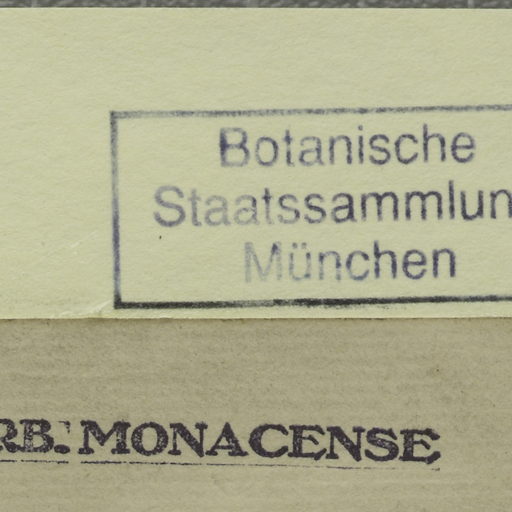 Botanische
Staatssammlun
München
RB. MONACENSE